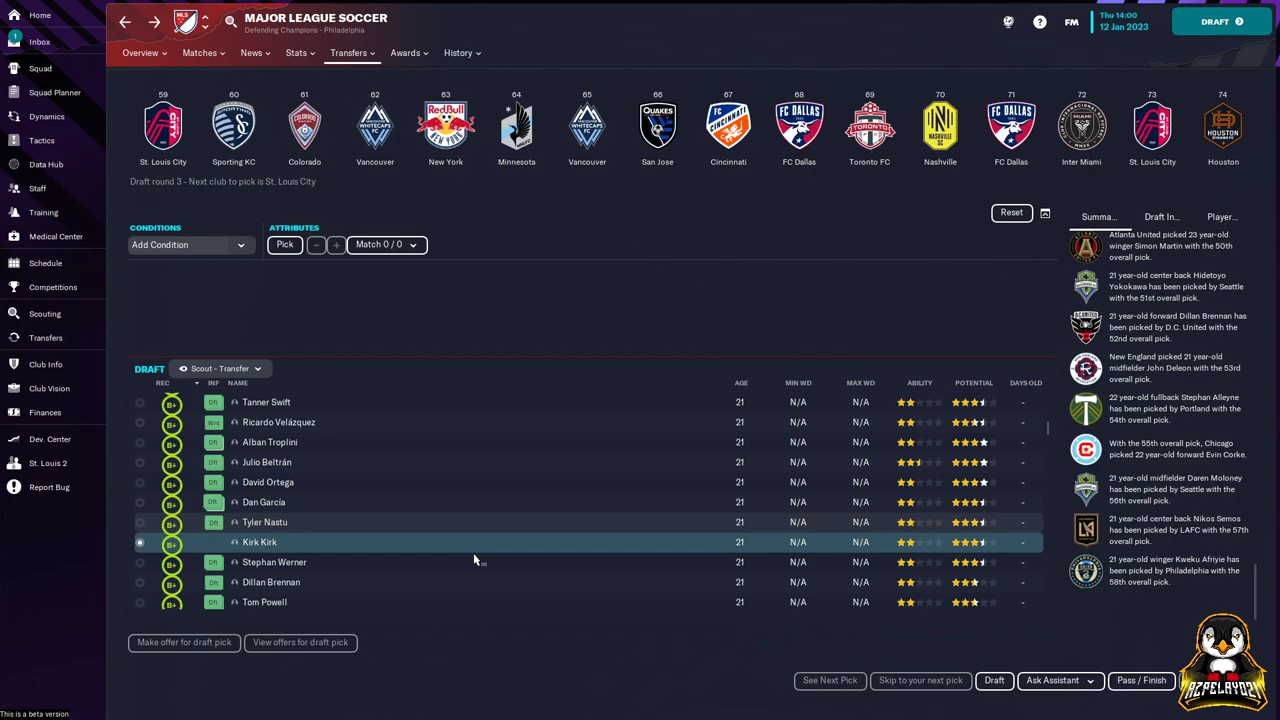 Home
MAJOR LEAGUE SOCCER
Defending Champions - Philadelphia
FM
Thu 14:00
12 Jan 2023
DRAFT
1
Inbox
Squad
Squad Planner
Dynamics
Tactics
Data Hub
Staff
Training
Medical Center
Schedule
Competitions
Scouting
Transfers
Club Info
Club Vision
Finances
Dev. Center
St. Louis 2
Report Bug
This is a beta version
Overview
Matches
News
Stats
Transfers
Awards
History
59 60 61 62 63 64 65 66 67 68 69 70 71 72 73 74
St. Louis City Sporting KC Colorado Vancouver New York Minnesota Vancouver San Jose Cincinnati FC Dallas Toronto FC Nashville FC Dallas Inter Miami St. Louis City Houston
Draft round 3 - Next club to pick is St. Louis City
Reset
CONDITIONS
ATTRIBUTES
Add Condition
Pick
Match 0 / 0
DRAFT
Scout - Transfer
REC INF NAME AGE MIN WD MAX WD ABILITY POTENTIAL DAYS OLD
B+ Dft Tanner Swift 21 N/A N/A -
B+ Wnt Ricardo Velázquez 21 N/A N/A -
B+ Dft Alban Troplini 21 N/A N/A -
B+ Dft Julio Beltrán 21 N/A N/A -
B+ Dft David Ortega 21 N/A N/A -
B+ Dft Dan García 21 N/A N/A -
B+ Dft Tyler Nastu 21 N/A N/A -
B+ Kirk Kirk 21 N/A N/A -
B+ Dft Stephan Werner 21 N/A N/A -
B+ Dft Dillan Brennan 21 N/A N/A -
B+ Dft Tom Powell 21 N/A N/A -
Make offer for draft pick
View offers for draft pick
See Next Pick
Skip to your next pick
Draft
Ask Assistant
Pass / Finish
Summa...
Draft In...
Player...
Atlanta United picked 23 year-old
winger Simon Martin with the 50th
overall pick.
21 year-old center back Hidetoyo
Yokokawa has been picked by Seattle
with the 51st overall pick.
21 year-old forward Dillan Brennan
has been picked by D.C. United with the
52nd overall pick.
New England picked 21 year-old
midfielder John Deleon with the 53rd
overall pick.
22 year-old fullback Stephan Alleyne
has been picked by Portland with the
54th overall pick.
With the 55th overall pick, Chicago
picked 22 year-old forward Evin Corke.
21 year-old midfielder Daren Moloney
has been picked by Seattle with the
56th overall pick.
21 year-old center back Nikos Semos
has been picked by LAFC with the 57th
overall pick.
21 year-old winger Kweku Afriyie has
been picked by Philadelphia with the
58th overall pick.